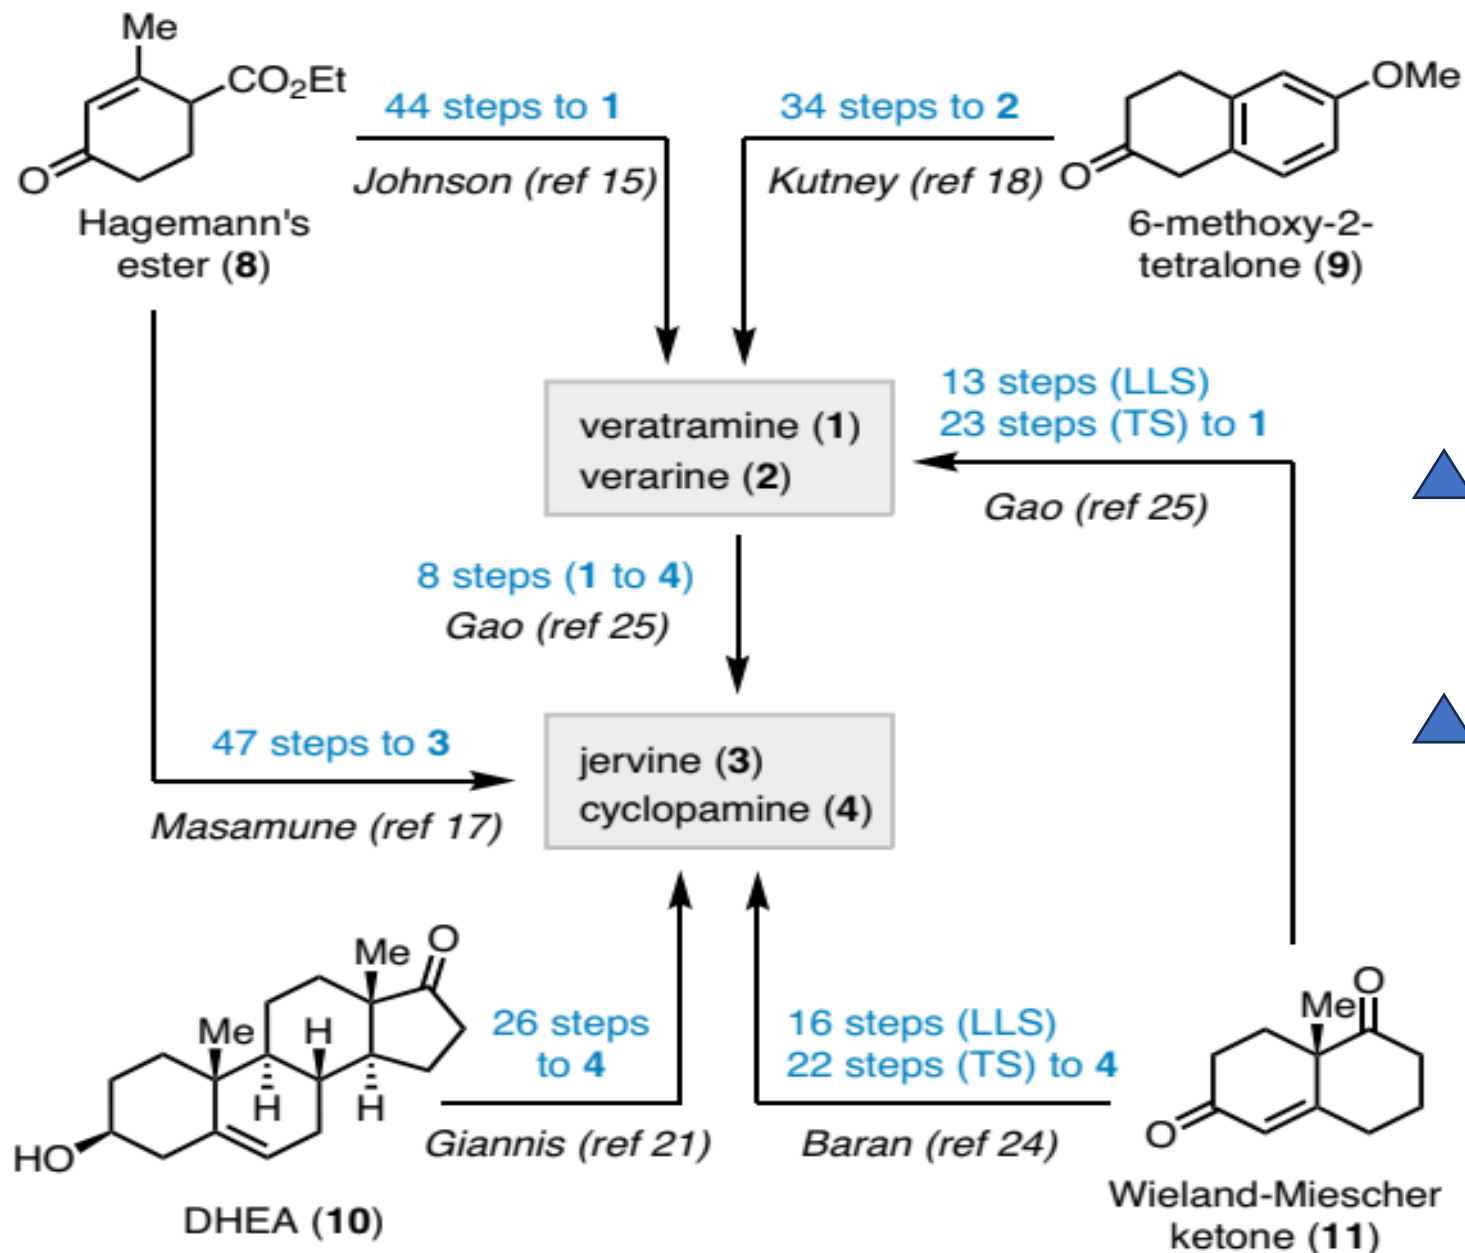 Me
CO2Et
O
Hagemann's
ester (8)
44 steps to 1
Johnson (ref 15)
34 steps to 2
Kutney (ref 18)
OMe
O
6-methoxy-2-
tetralone (9)
veratramine (1)
verarine (2)
13 steps (LLS)
23 steps (TS) to 1
Gao (ref 25)
8 steps (1 to 4)
Gao (ref 25)
47 steps to 3
Masamune (ref 17)
jervine (3)
cyclopamine (4)
Me
O
Me
H
H
H
HO
DHEA (10)
26 steps
to 4
Giannis (ref 21)
16 steps (LLS)
22 steps (TS) to 4
Baran (ref 24)
O
Me
O
Wieland-Miescher
ketone (11)